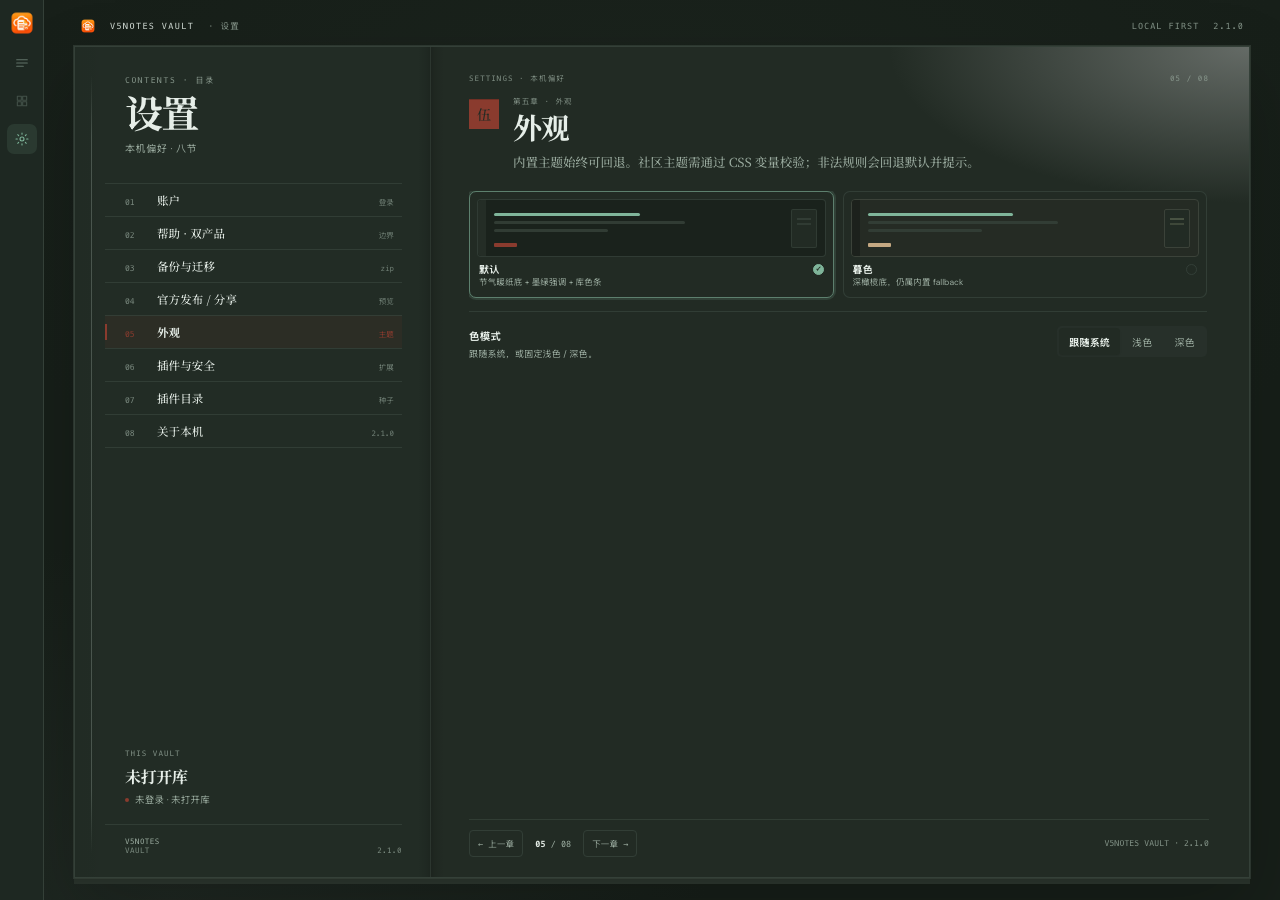 V5NOTES VAULT · 设置
LOCAL FIRST 2.1.0
CONTENTS · 目录
设置
本机偏好 · 八节
01 账户 登录
02 帮助 · 双产品 边界
03 备份与迁移 zip
04 官方发布 / 分享 预览
05 外观 主题
06 插件与安全 扩展
07 插件目录 种子
08 关于本机 2.1.0
THIS VAULT
未打开库
未登录 · 未打开库
V5NOTES
VAULT
2.1.0
SETTINGS · 本机偏好
05 / 08
伍
第五章 · 外观
外观
内置主题始终可回退。社区主题需通过 CSS 变量校验；非法规则会回退默认并提示。
默认
节气暖纸底 + 墨绿强调 + 库色条
暮色
深橄榄底，仍属内置 fallback
色模式
跟随系统，或固定浅色 / 深色。
跟随系统 浅色 深色
← 上一章 05 / 08 下一章 →
V5NOTES VAULT · 2.1.0